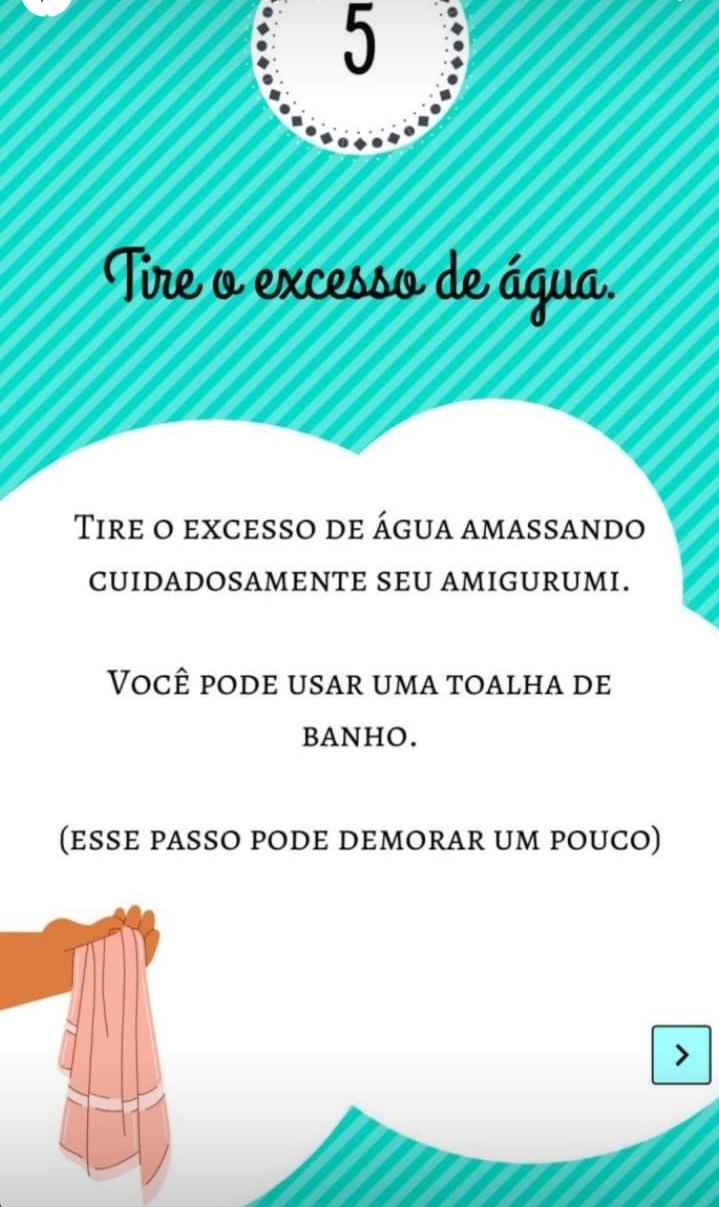 5
Tire o excesso de água.
Tire o excesso de água amassando
cuidadosamente seu amigurumi.
Você pode usar uma toalha de
banho.
(esse passo pode demorar um pouco)